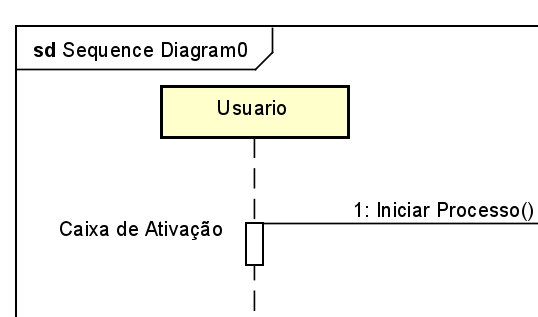 sd Sequence Diagram0
Usuario
1: Iniciar Processo()
Caixa de Ativação